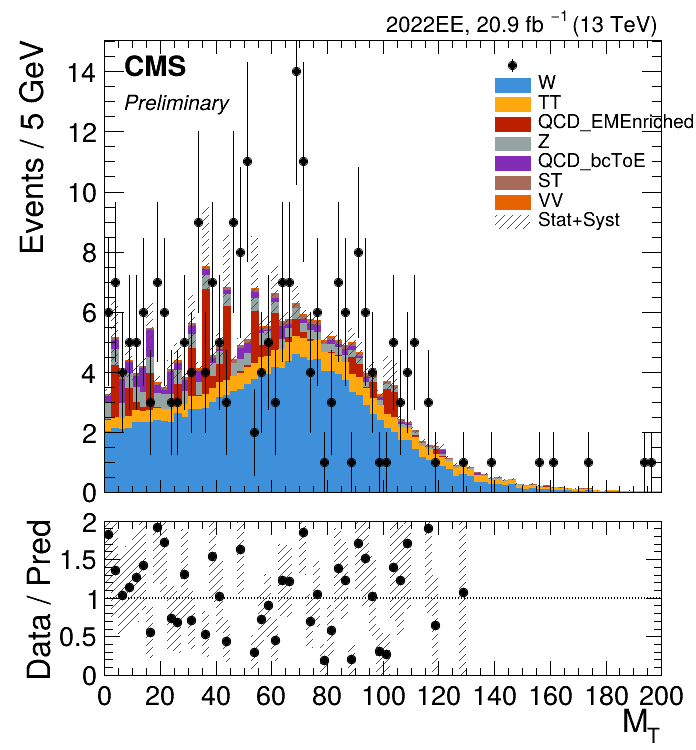 2022EE, 20.9 fb⁻¹ (13 TeV)
CMS
Preliminary
Events / 5 GeV
14
12
10
8
6
4
2
0
W
TT
QCD_EMEnriched
Z
QCD_bcToE
ST
VV
Stat+Syst
Data / Pred
2
1.5
1
0.5
0
0 20 40 60 80 100 120 140 160 180 200
M_T